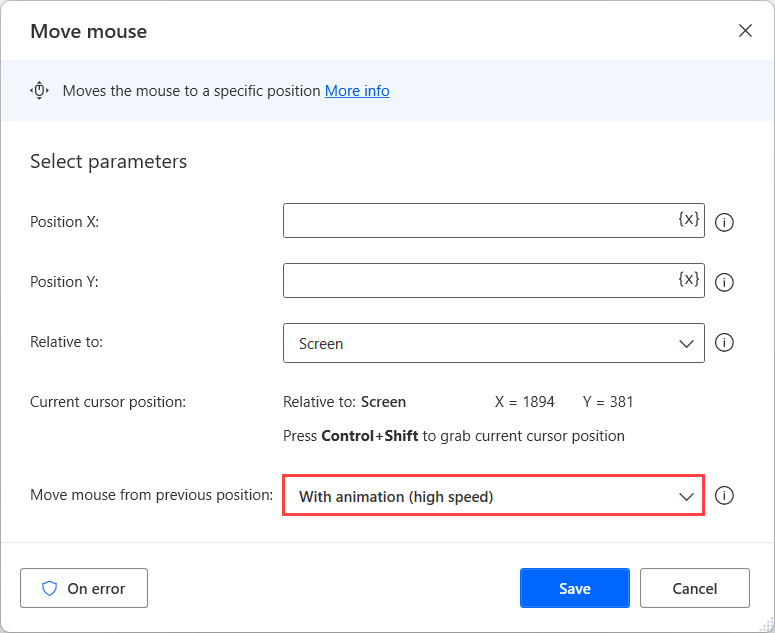 Move mouse
Moves the mouse to a specific position More info
Select parameters
Position X: {x}
Position Y: {x}
Relative to: Screen
Current cursor position: Relative to: Screen X = 1894 Y = 381
Press Control+Shift to grab current cursor position
Move mouse from previous position: With animation (high speed)
On error Save Cancel